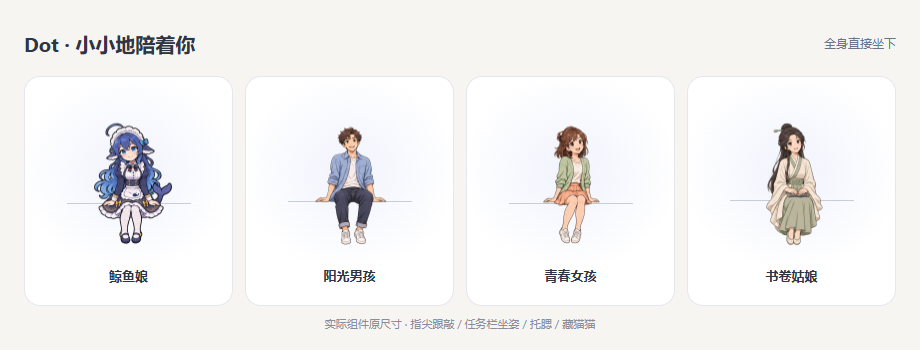 Dot · 小小地陪着你
全身直接坐下
鲸鱼娘
阳光男孩
青春女孩
书卷姑娘
实际组件原尺寸 · 指尖跟敲 / 任务栏坐姿 / 托腮 / 藏猫猫